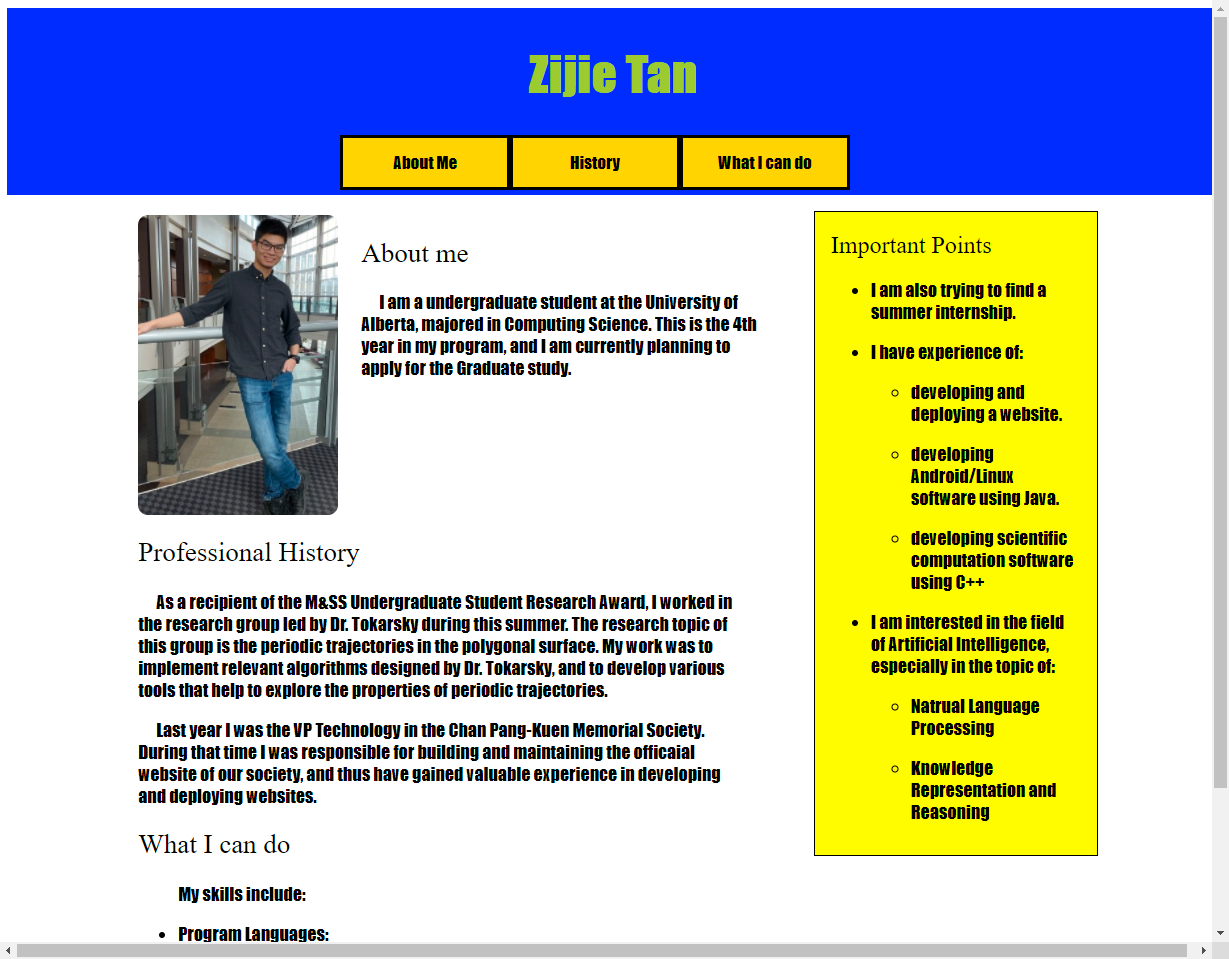 Zijie Tan
About Me
History
What I can do
About me
I am a undergraduate student at the University of
Alberta, majored in Computing Science. This is the 4th
year in my program, and I am currently planning to
apply for the Graduate study.
Professional History
As a recipient of the M&SS Undergraduate Student Research Award, I worked in
the research group led by Dr. Tokarsky during this summer. The research topic of
this group is the periodic trajectories in the polygonal surface. My work was to
implement relevant algorithms designed by Dr. Tokarsky, and to develop various
tools that help to explore the properties of periodic trajectories.
Last year I was the VP Technology in the Chan Pang-Kuen Memorial Society.
During that time I was responsible for building and maintaining the officaial
website of our society, and thus have gained valuable experience in developing
and deploying websites.
What I can do
My skills include:
Program Languages:
Important Points
I am also trying to find a
summer internship.
I have experience of:
developing and
deploying a website.
developing
Android/Linux
software using Java.
developing scientific
computation software
using C++
I am interested in the field
of Artificial Intelligence,
especially in the topic of:
Natrual Language
Processing
Knowledge
Representation and
Reasoning